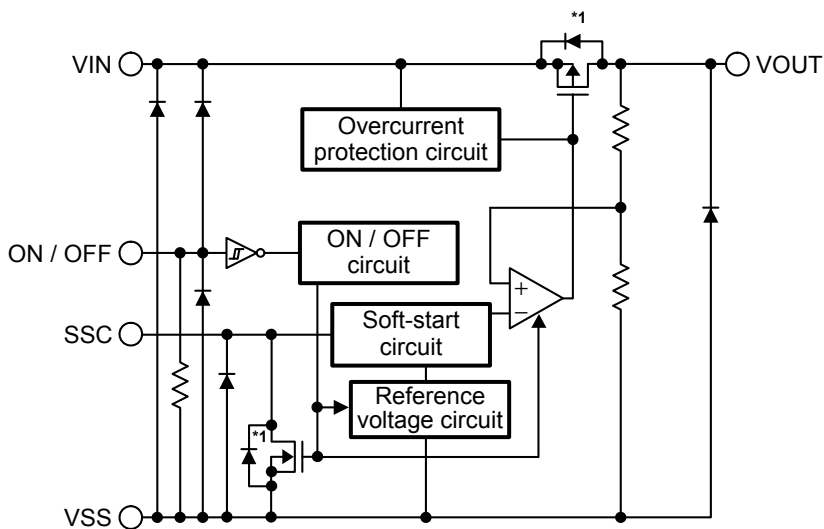 *1
VIN
VOUT
Overcurrent
protection circuit
ON / OFF
ON / OFF
circuit
+
−
SSC
Soft-start
circuit
Reference
voltage circuit
*1
VSS